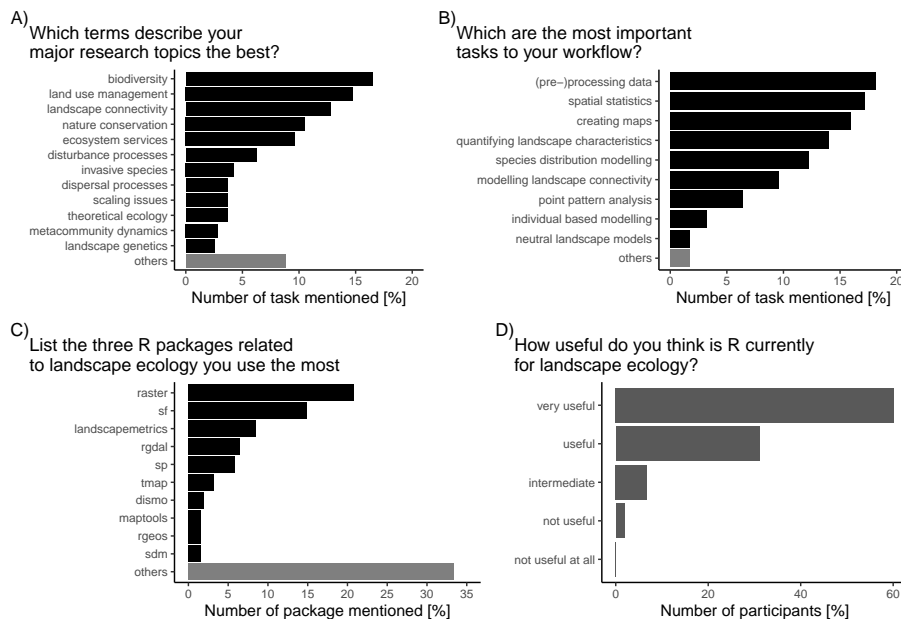 A)
Which terms describe your
major research topics the best?
biodiversity
land use management
landscape connectivity
nature conservation
ecosystem services
disturbance processes
invasive species
dispersal processes
scaling issues
theoretical ecology
metacommunity dynamics
landscape genetics
others
0 5 10 15 20
Number of task mentioned [%]
B)
Which are the most important
tasks to your workflow?
(pre−)processing data
spatial statistics
creating maps
quantifying landscape characteristics
species distribution modelling
modelling landscape connectivity
point pattern analysis
individual based modelling
neutral landscape models
others
0 5 10 15 20
Number of task mentioned [%]
C)
List the three R packages related
to landscape ecology you use the most
raster
sf
landscapemetrics
rgdal
sp
tmap
dismo
maptools
rgeos
sdm
others
0 5 10 15 20 25 30 35
Number of package mentioned [%]
D)
How useful do you think is R currently
for landscape ecology?
very useful
useful
intermediate
not useful
not useful at all
0 20 40 60
Number of participants [%]